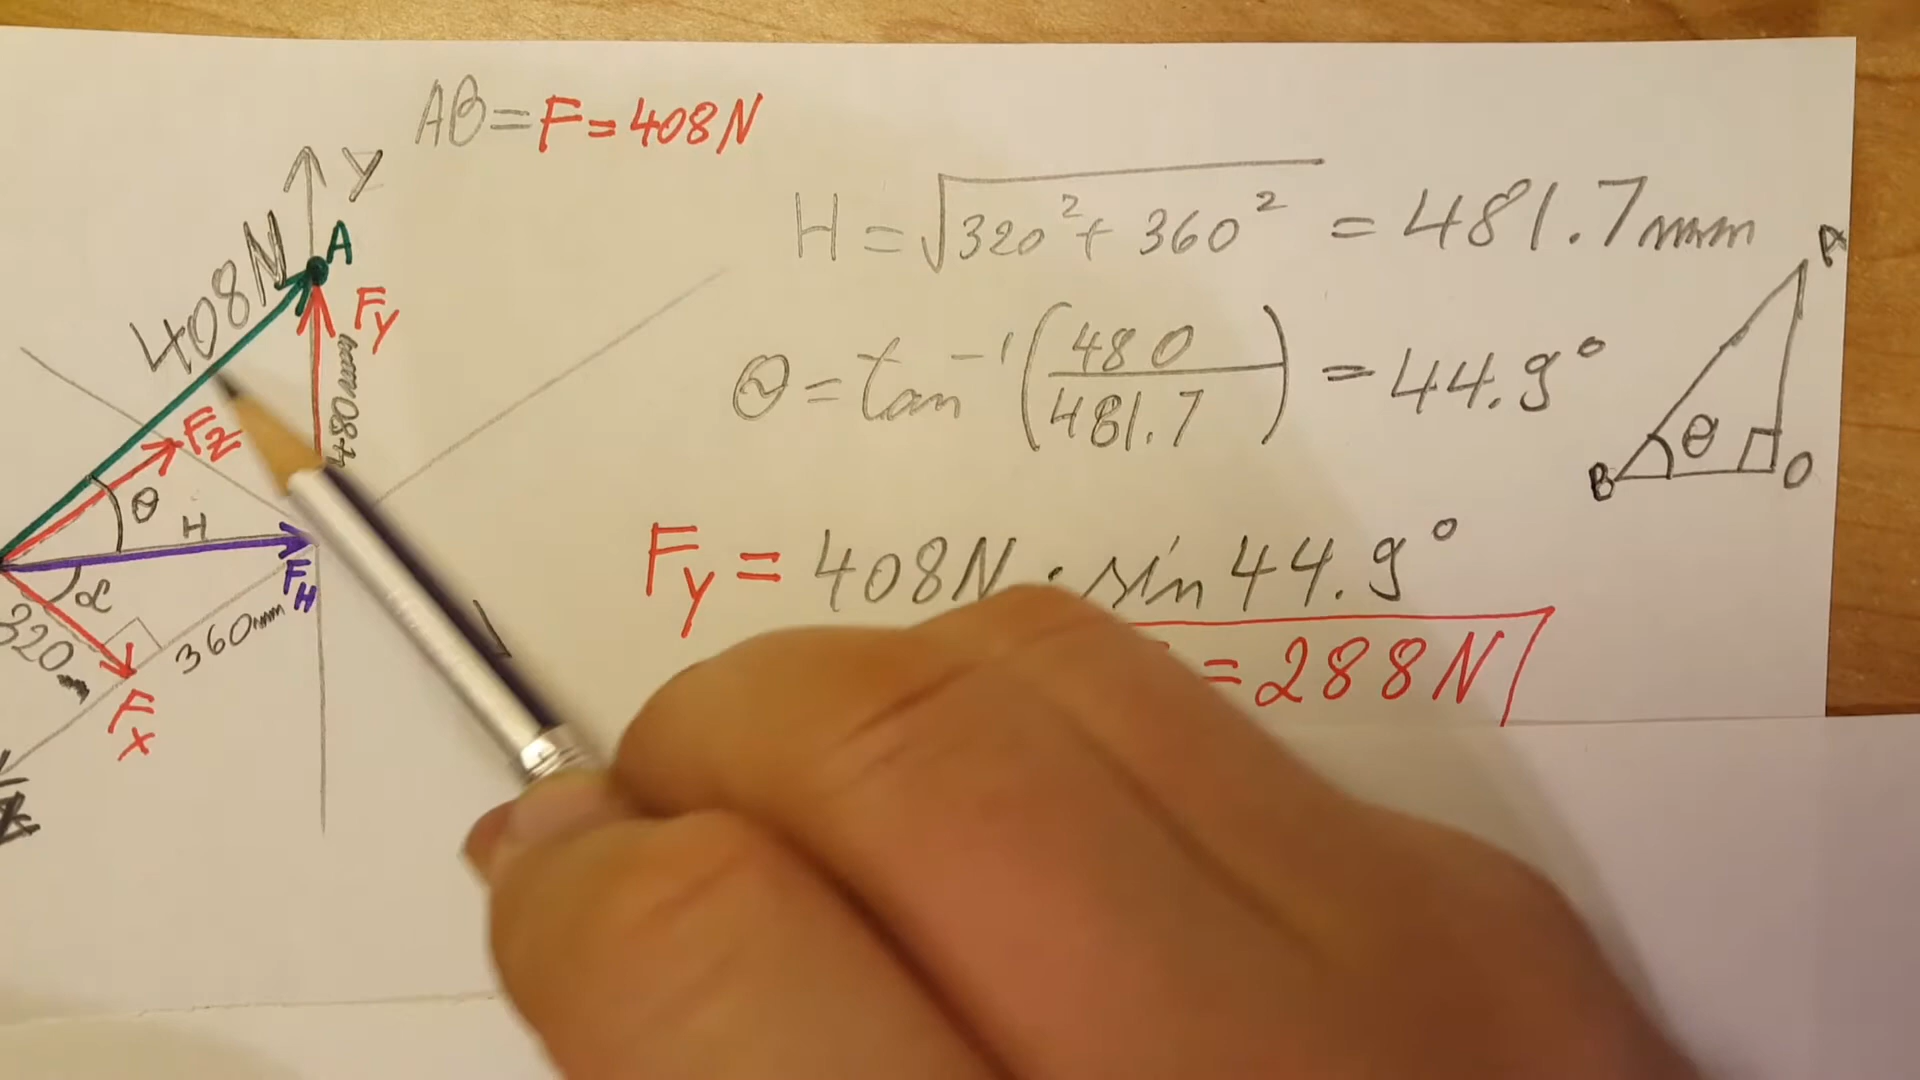 AB = F = 408N
H = √320² + 360² = 481.7mm
Y
A
408N
Fy
480mm
θ = tan⁻¹(480/481.7) = 44.9°
A
θ
B
O
Fz
θ
H
Fy = 408N · sin 44.9°
FH
α
320
360mm
= 288N
Fx